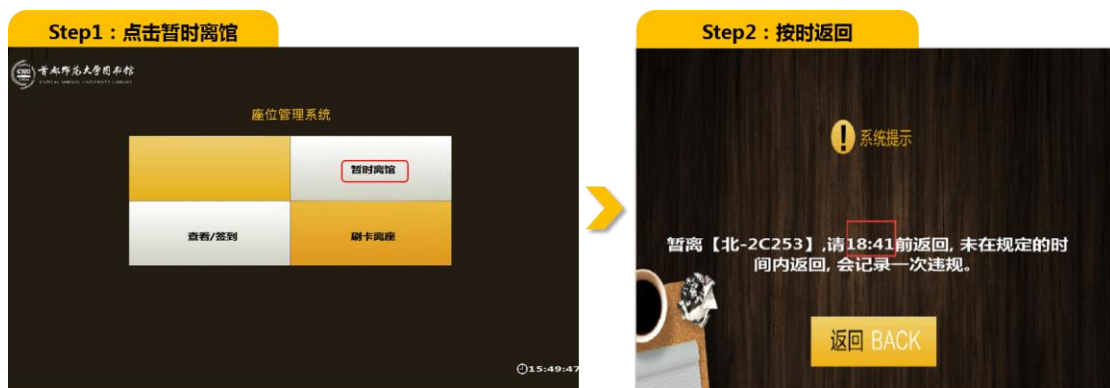 Step1：点击暂时离馆
首都师范大学图书馆
CAPITAL NORMAL UNIVERSITY LIBRARY
座位管理系统
暂时离馆
查看/签到
刷卡离座
15:49:47
Step2：按时返回
系统提示
暂离【北-2C253】,请18:41前返回, 未在规定的时
间内返回, 会记录一次违规。
返回 BACK